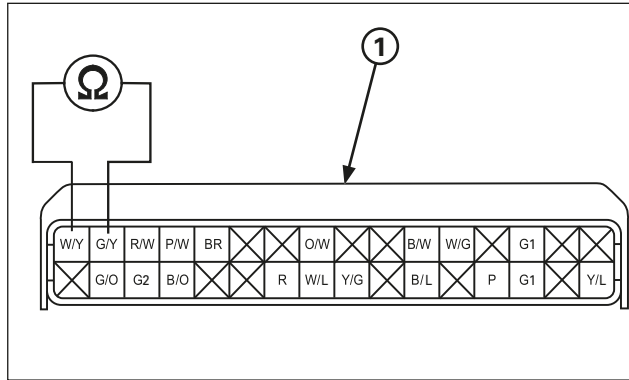 Ω
1
W/Y G/Y R/W P/W BR O/W B/W W/G G1
G/O G2 B/O R W/L Y/G B/L P G1 Y/L